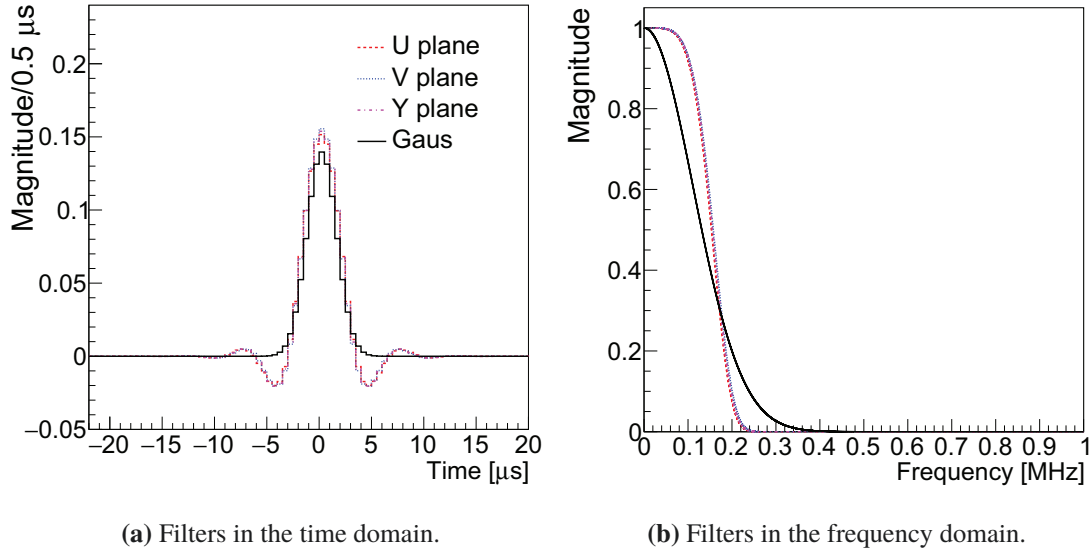 Magnitude/0.5 μs
0.2
0.15
0.1
0.05
0
−0.05
U plane
V plane
Y plane
Gaus
−20 −15 −10 −5 0 5 10 15 20
Time [μs]
Magnitude
1
0.8
0.6
0.4
0.2
0
0 0.1 0.2 0.3 0.4 0.5 0.6 0.7 0.8 0.9 1
Frequency [MHz]
(a) Filters in the time domain.
(b) Filters in the frequency domain.